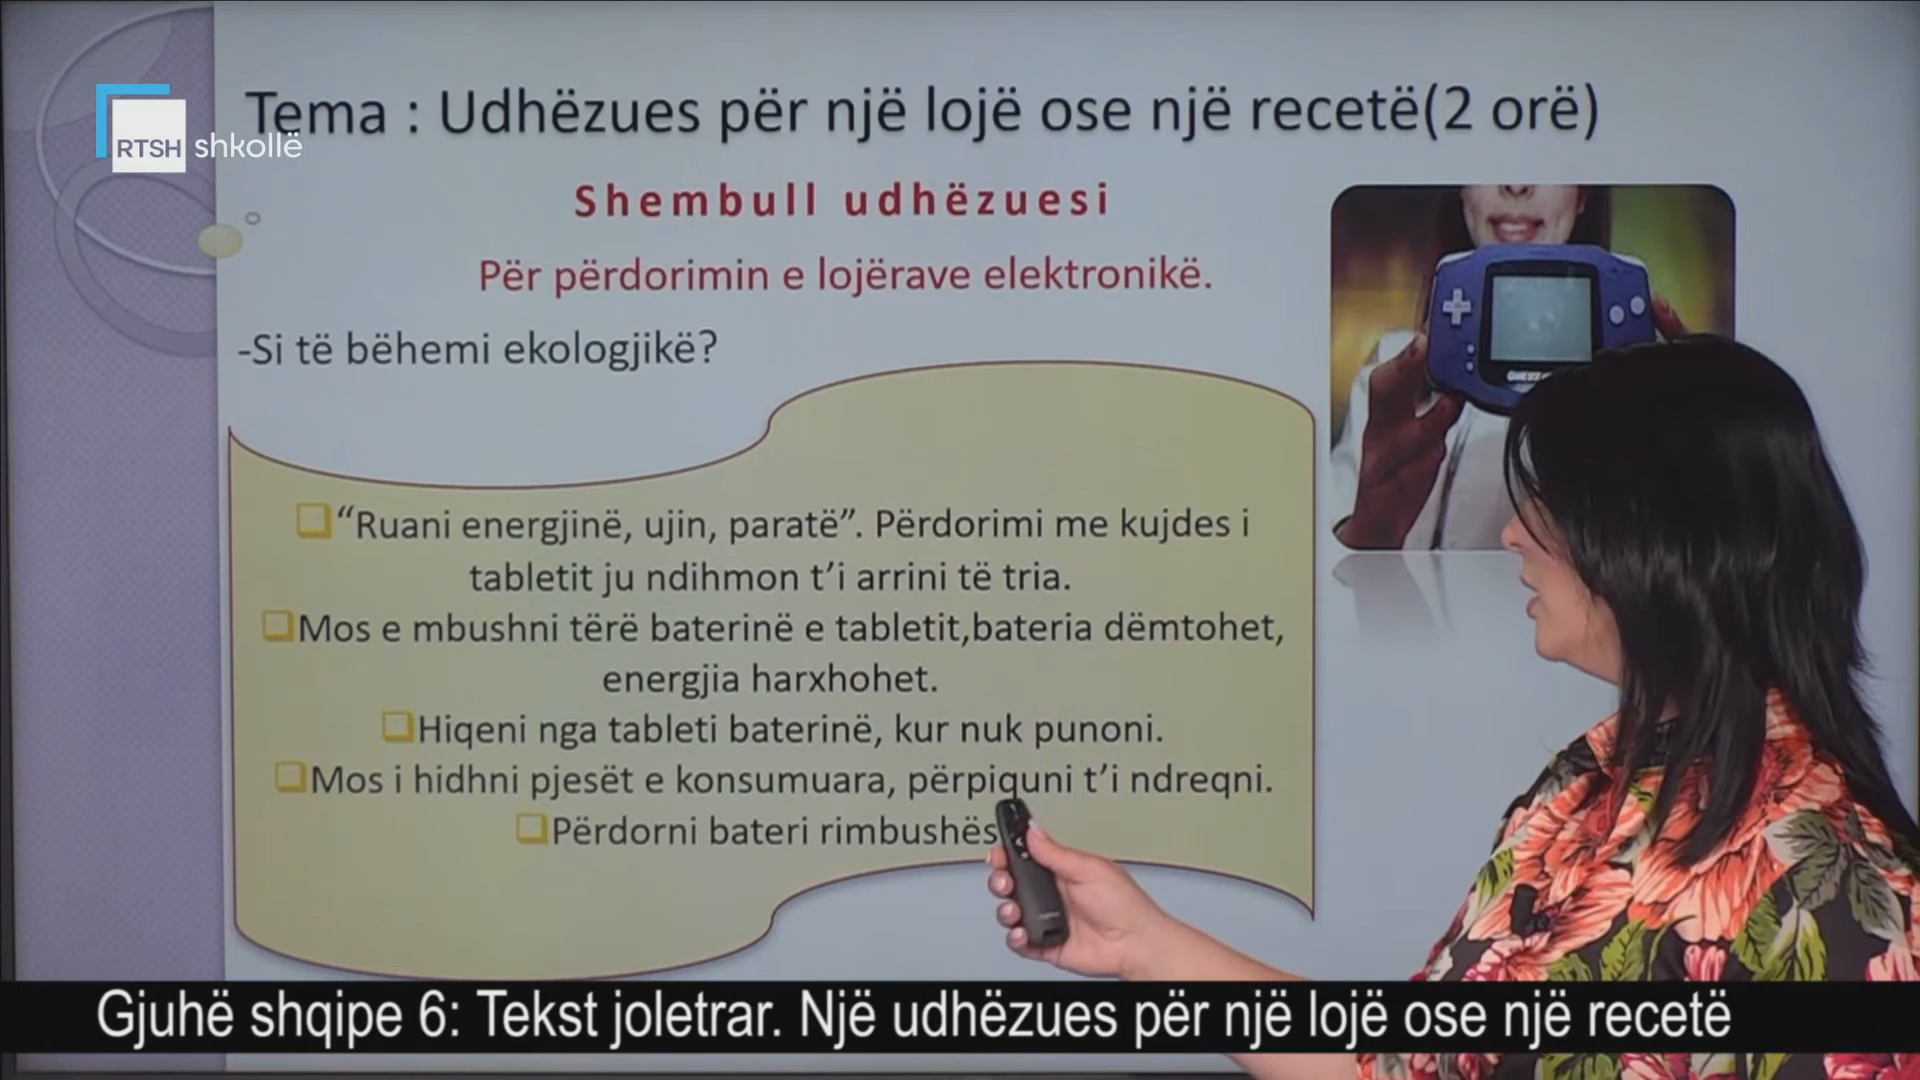 Tema : Udhëzues për një lojë ose një recetë(2 orë)
RTSH shkollë
Shembull udhëzuesi
Për përdorimin e lojërave elektronikë.
-Si të bëhemi ekologjikë?
“Ruani energjinë, ujin, paratë”. Përdorimi me kujdes i
tabletit ju ndihmon t’i arrini të tria.
Mos e mbushni tërë baterinë e tabletit,bateria dëmtohet,
energjia harxhohet.
Hiqeni nga tableti baterinë, kur nuk punoni.
Mos i hidhni pjesët e konsumuara, përpiquni t’i ndreqni.
Përdorni bateri rimbushës
Gjuhë shqipe 6: Tekst joletrar. Një udhëzues për një lojë ose një recetë